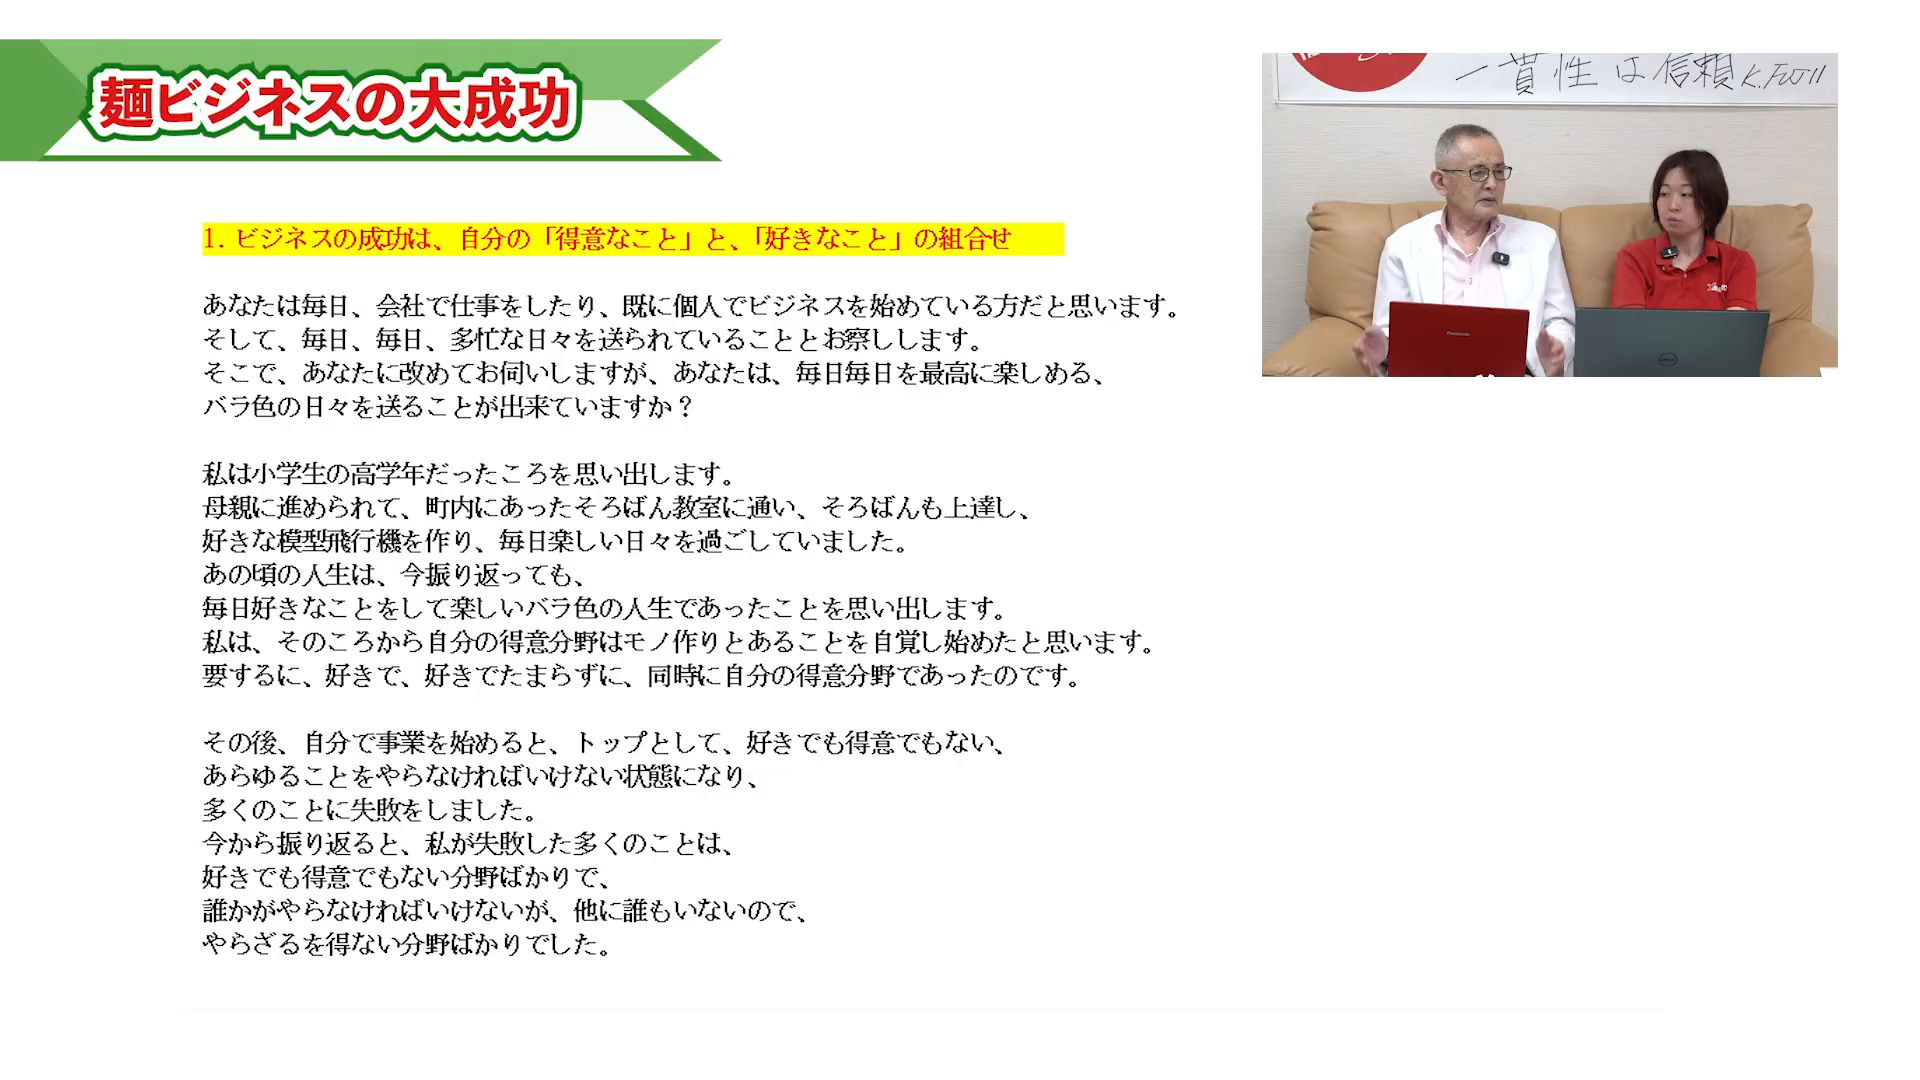 麺ビジネスの大成功
一貫性は信頼 K.FUJII
1. ビジネスの成功は、自分の「得意なこと」と、「好きなこと」の組合せ
あなたは毎日、会社で仕事をしたり、既に個人でビジネスを始めている方だと思います。
そして、毎日、毎日、多忙な日々を送られていることとお察しします。
そこで、あなたに改めてお伺いしますが、あなたは、毎日毎日を最高に楽しめる、
バラ色の日々を送ることが出来ていますか？
私は小学生の高学年だったころを思い出します。
母親に進められて、町内にあったそろばん教室に通い、そろばんも上達し、
好きな模型飛行機を作り、毎日楽しい日々を過ごしていました。
あの頃の人生は、今振り返っても、
毎日好きなことをして楽しいバラ色の人生であったことを思い出します。
私は、そのころから自分の得意分野はモノ作りとあることを自覚し始めたと思います。
要するに、好きで、好きでたまらずに、同時に自分の得意分野であったのです。
その後、自分で事業を始めると、トップとして、好きでも得意でもない、
あらゆることをやらなければいけない状態になり、
多くのことに失敗をしました。
今から振り返ると、私が失敗した多くのことは、
好きでも得意でもない分野ばかりで、
誰かがやらなければいけないが、他に誰もいないので、
やらざるを得ない分野ばかりでした。
Panasonic
DELL